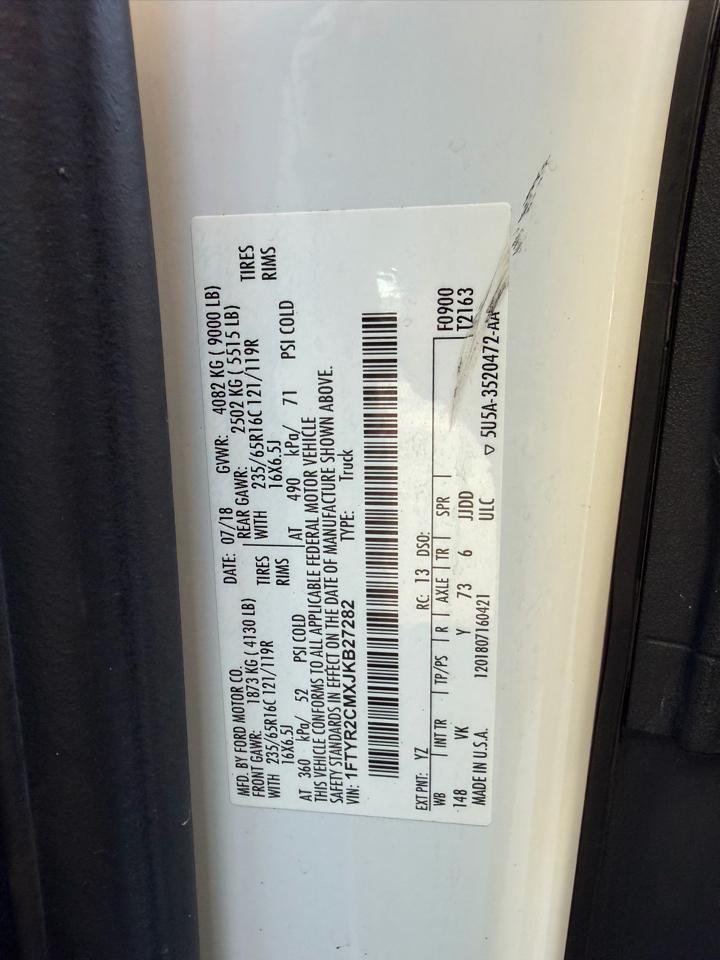 MFD. BY FORD MOTOR CO.
DATE: 07/18 GVWR: 4082 KG ( 9000 LB)
FRONT GAWR: 1873 KG ( 4130 LB) REAR GAWR: 2502 KG ( 5515 LB)
WITH 235/65R16C 121/119R TIRES WITH 235/65R16C 121/119R TIRES
16X6.5J RIMS 16X6.5J RIMS
AT 360 kPa/ 52 PSI COLD AT 490 kPa/ 71 PSI COLD
THIS VEHICLE CONFORMS TO ALL APPLICABLE FEDERAL MOTOR VEHICLE
SAFETY STANDARDS IN EFFECT ON THE DATE OF MANUFACTURE SHOWN ABOVE.
VIN: 1FTYR2CMXJKB27282 TYPE: Truck
EXT PNT: YZ RC: 13 DSO: F0900
WB INT TR TP/PS R AXLE TR SPR T2163
148 VK Y 73 6 JJDD
MADE IN U.S.A. 1201807160421 ULC ▽ 5U5A-3520472-AA